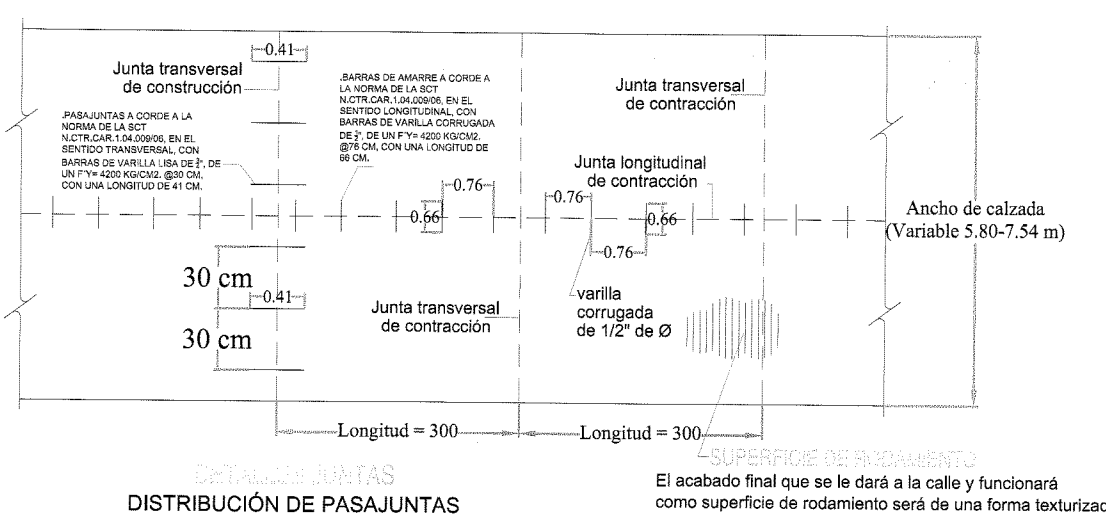 0.41
Junta transversal
de construcción
.PASAJUNTAS A CORDE A LA
NORMA DE LA SCT
N.CTR.CAR.1.04.009/06, EN EL
SENTIDO TRANSVERSAL, CON
BARRAS DE VARILLA LISA DE DE
UN F'Y= 4200 KG/CM2. @30 CM,
CON UNA LONGITUD DE 41 CM.
.BARRAS DE AMARRE A CORDE A
LA NORMA DE LA SCT
N.CTR.CAR.1.04.009/06, EN EL
SENTIDO LONGITUDINAL, CON
BARRAS DE VARILLA CORRUGADA
DE DE UN F'Y= 4200 KG/CM2.
@76 CM, CON UNA LONGITUD DE
66 CM.
Junta transversal
de contracción
Junta longitudinal
de contracción
0.76
0.76
0.66
0.66
0.76
Ancho de calzada
(Variable 5.80-7.54 m)
30 cm
0.41
30 cm
Junta transversal
de contracción
varilla
corrugada
de 1/2" de Ø
Longitud = 300
Longitud = 300
DETALLE JUNTAS
DISTRIBUCIÓN DE PASAJUNTAS
SUPERFICIE DE RODAMIENTO
El acabado final que se le dará a la calle y funcionará
como superficie de rodamiento será de una forma texturizad